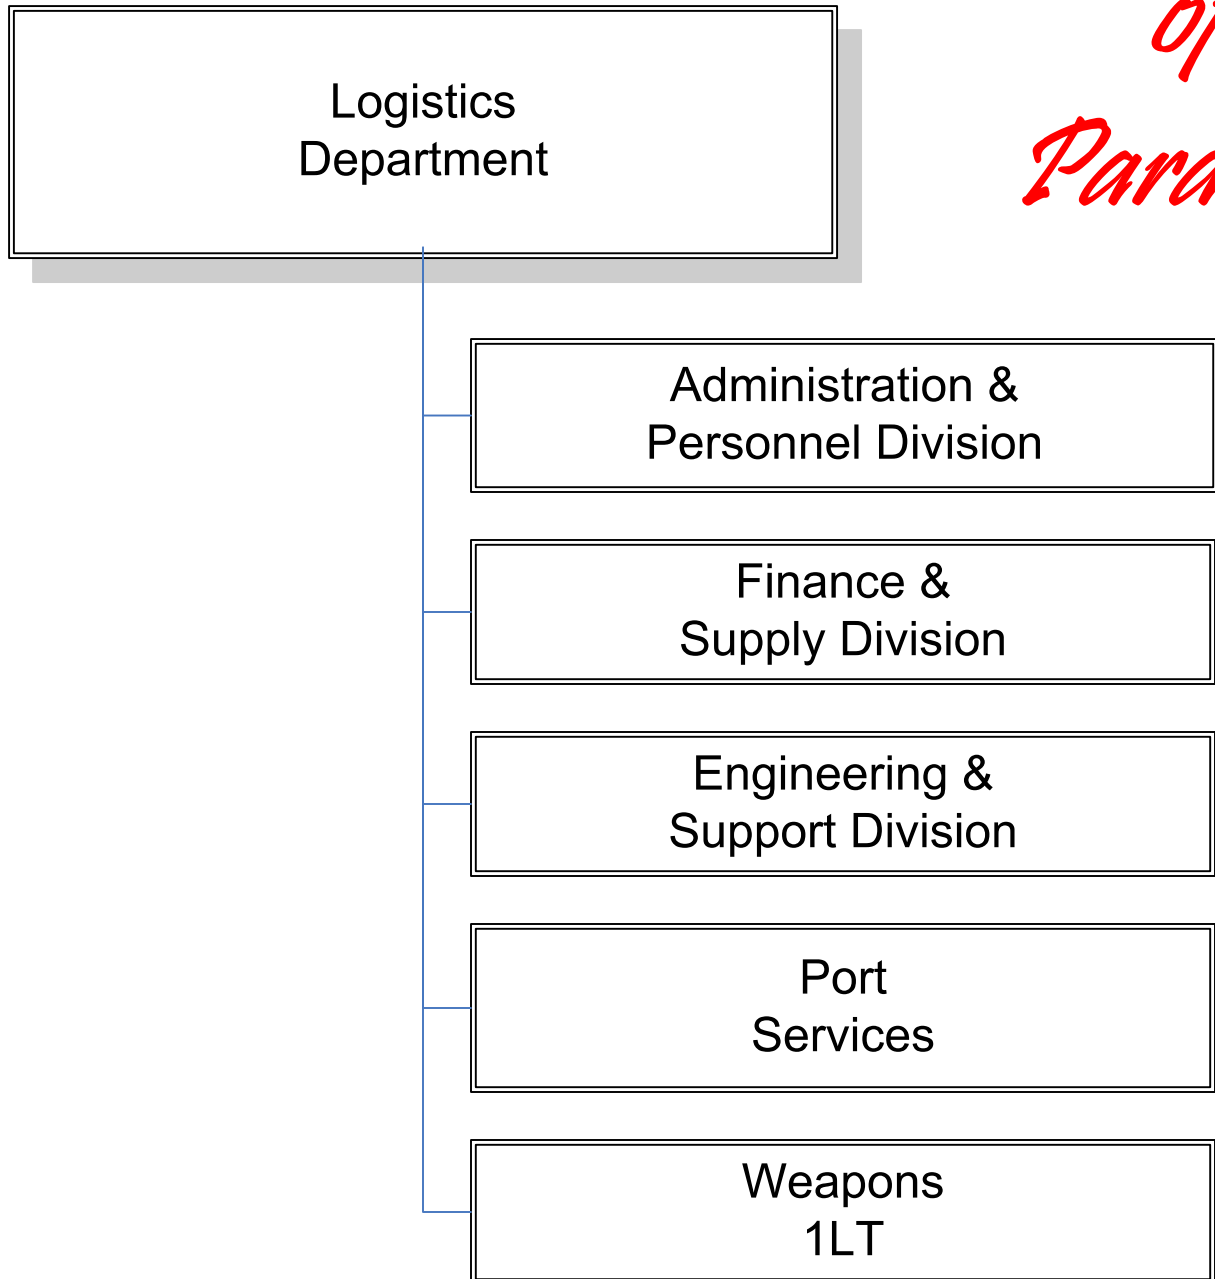 Logistics
Department
Administration &
Personnel Division
Finance &
Supply Division
Engineering &
Support Division
Port
Services
Weapons
1LT